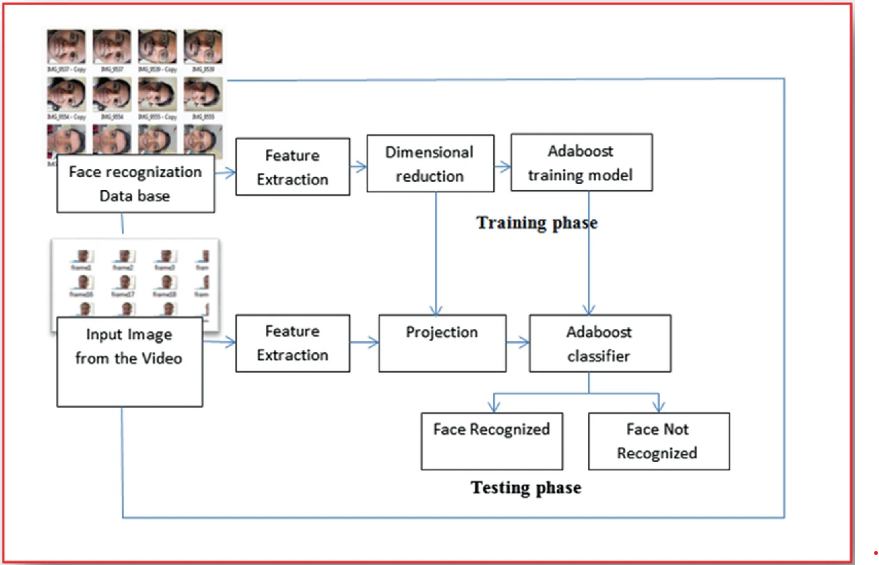 IMG_9537 - Copy
IMG_9537
IMG_9539 - Copy
IMG_9539
IMG_9554 - Copy
IMG_9554
IMG_9555 - Copy
IMG_9555
Face recognization
Data base
Feature
Extraction
Dimensional
reduction
Adaboost
training model
Training phase
frame1
frame2
frame3
fram
frame16
frame17
frame18
fram
Input Image
from the Video
Feature
Extraction
Projection
Adaboost
classifier
Face Recognized
Face Not
Recognized
Testing phase